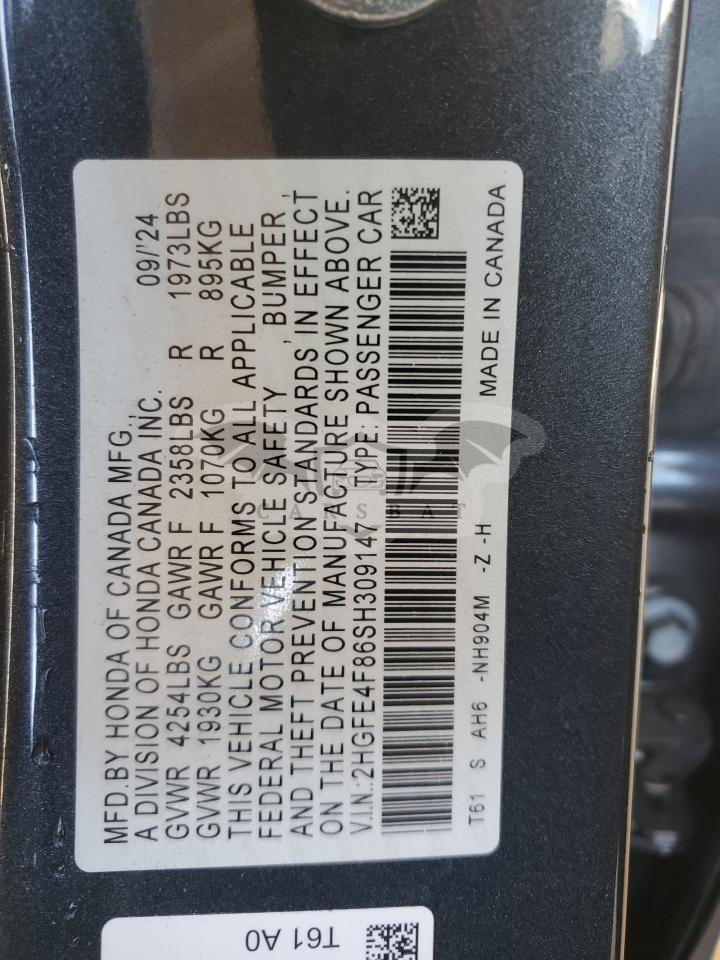 MFD.BY HONDA OF CANADA MFG.,
A DIVISION OF HONDA CANADA INC. 09/'24
GVWR 4254LBS GAWR F 2358LBS R 1973LBS
GVWR 1930KG GAWR F 1070KG R 895KG
THIS VEHICLE CONFORMS TO ALL APPLICABLE
FEDERAL MOTOR VEHICLE SAFETY , BUMPER ,
AND THEFT PREVENTION STANDARDS IN EFFECT
ON THE DATE OF MANUFACTURE SHOWN ABOVE.
V.I.N.:2HGFE4F86SH309147 TYPE: PASSENGER CAR
T61 S AH6 -NH904M -Z -H MADE IN CANADA
CARSBAT
T61 A0